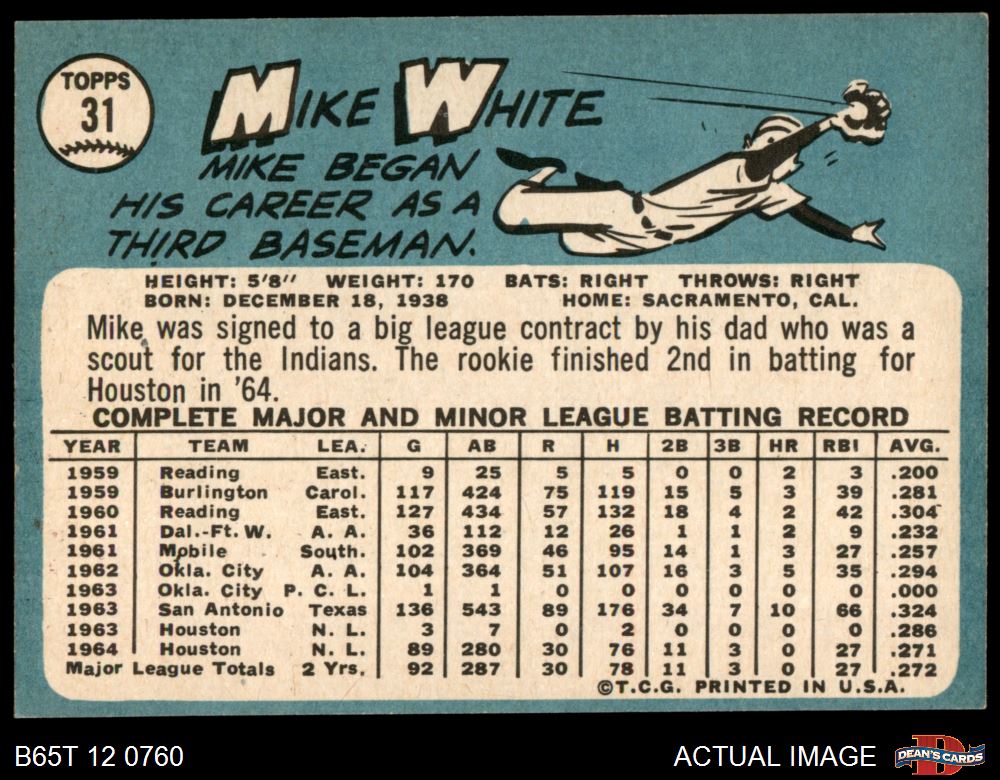 TOPPS
31
MIKE WHITE
MIKE BEGAN
HIS CAREER AS A
THIRD BASEMAN.
HEIGHT: 5'8" WEIGHT: 170 BATS: RIGHT THROWS: RIGHT
BORN: DECEMBER 18, 1938 HOME: SACRAMENTO, CAL.
Mike was signed to a big league contract by his dad who was a
scout for the Indians. The rookie finished 2nd in batting for
Houston in '64.
COMPLETE MAJOR AND MINOR LEAGUE BATTING RECORD
YEAR TEAM LEA. G AB R H 2B 3B HR RBI AVG.
1959 Reading East. 9 25 5 5 0 0 2 3 .200
1959 Burlington Carol. 117 424 75 119 15 5 3 39 .281
1960 Reading East. 127 434 57 132 18 4 2 42 .304
1961 Dal.-Ft. W. A. A. 36 112 12 26 1 1 2 9 .232
1961 Mobile South. 102 369 46 95 14 1 3 27 .257
1962 Okla. City A. A. 104 364 51 107 16 3 5 35 .294
1963 Okla. City P. C. L. 1 1 0 0 0 0 0 0 .000
1963 San Antonio Texas 136 543 89 176 34 7 10 66 .324
1963 Houston N. L. 3 7 0 2 0 0 0 0 .286
1964 Houston N. L. 89 280 30 76 11 3 0 27 .271
Major League Totals 2 Yrs. 92 287 30 78 11 3 0 27 .272
©T.C.G. PRINTED IN U.S.A.
B65T 12 0760 ACTUAL IMAGE DEAN'S CARDS